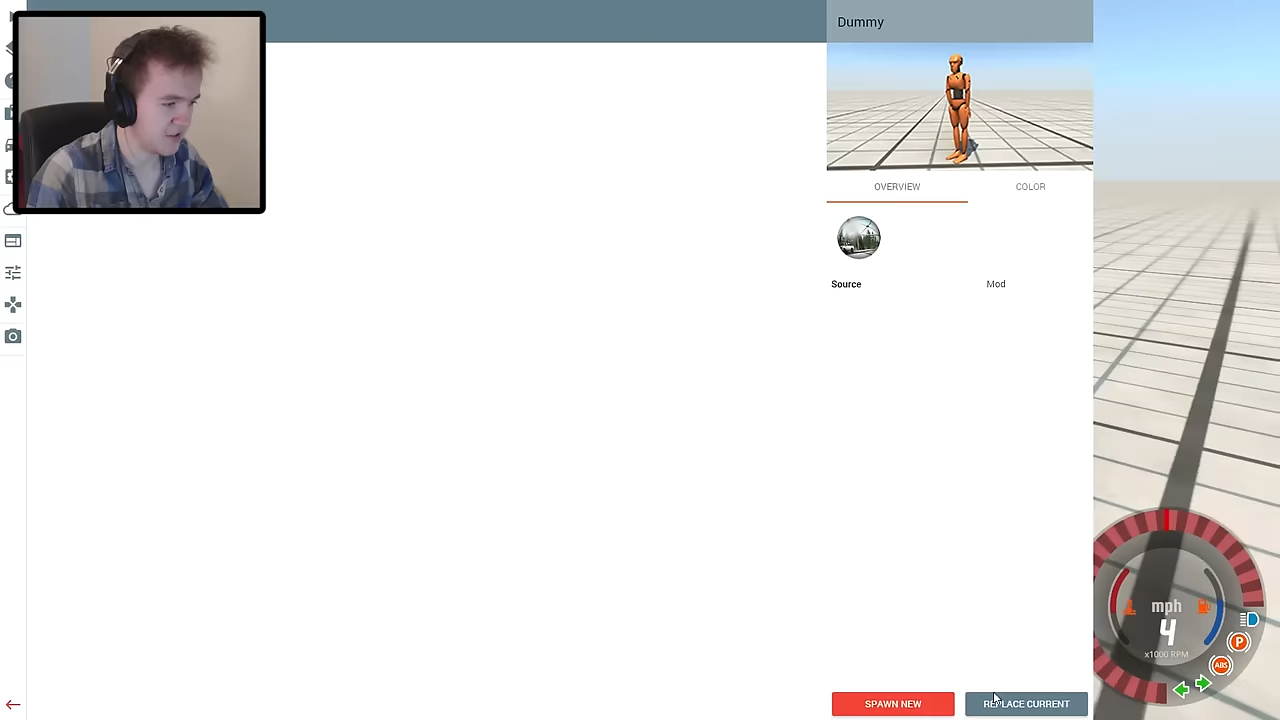 Dummy
OVERVIEW
COLOR
Source
Mod
mph
4
x1000 RPM
P
ABS
SPAWN NEW
REPLACE CURRENT